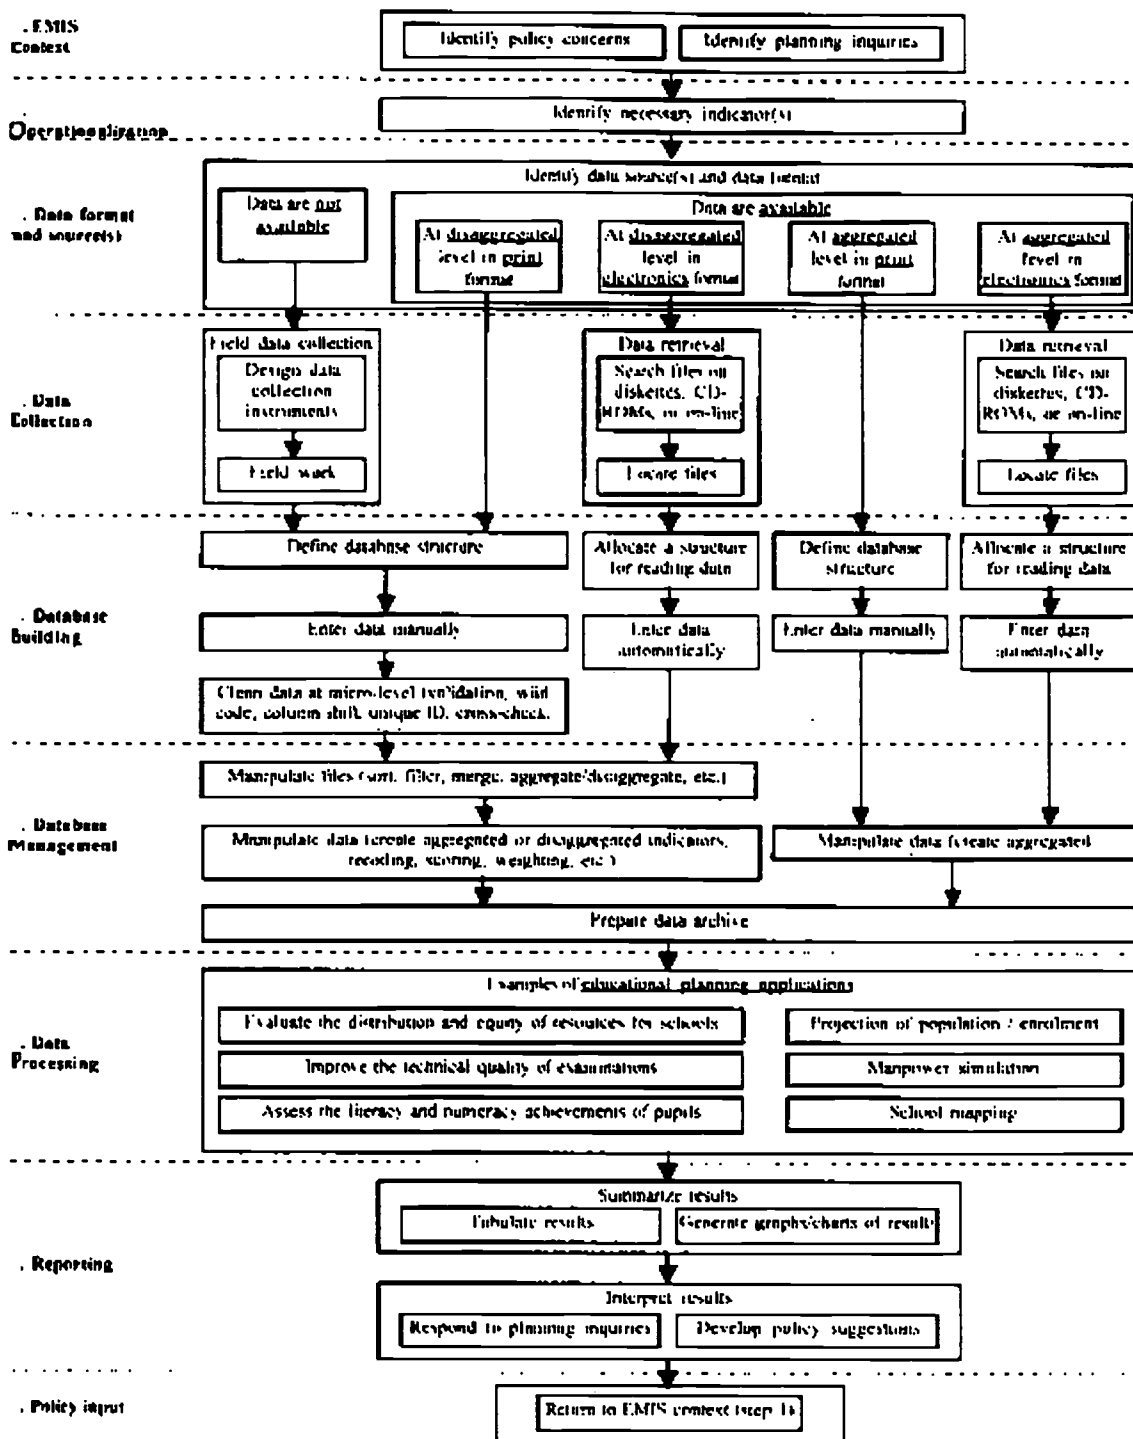 . EMIS
Context
Identify policy concerns
Identify planning inquiries
Operationalization
Identify necessary indicator(s)
. Data format
and source(s)
Identify data source(s) and data format
Data are not
available
Data are available
At disaggregated
level in print
format
At disaggregated
level in
electronics format
At aggregated
level in print
format
At aggregated
level in
electronics format
. Data
Collection
Field data collection
Design data
collection
instruments
Field work
Data retrieval
Search files on
diskettes, CD-
ROMs, or on-line
Locate files
Data retrieval
Search files on
diskettes, CD-
ROMs, or on-line
Locate files
. Database
Building
Define database structure
Allocate a structure
for reading data
Define database
structure
Allocate a structure
for reading data
Enter data manually
Enter data
automatically
Enter data manually
Enter data
automatically
Clean data at micro-level (validation, wild
code, column shift, unique ID, cross-check.
. Database
Management
Manipulate files (sort, filter, merge, aggregate/disaggregate, etc.)
Manipulate data (create aggregated or disaggregated indicators,
recoding, scoring, weighting, etc.)
Manipulate data (create aggregated
Prepare data archive
. Data
Processing
Examples of educational planning applications
Evaluate the distribution and equity of resources for schools
Projection of population / enrolment
Improve the technical quality of examinations
Manpower simulation
Assess the literacy and numeracy achievements of pupils
School mapping
. Reporting
Summarize results
Tabulate results
Generate graphs/charts of result
Interpret results
Respond to planning inquiries
Develop policy suggestions
. Policy input
Return to EMIS context (step 1)